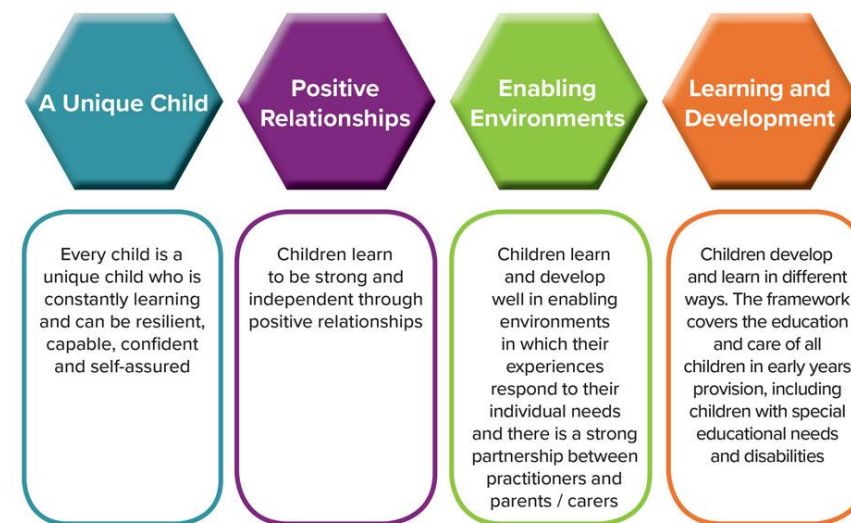 A Unique Child
Positive
Relationships
Enabling
Environments
Learning and
Development
Every child is a
unique child who is
constantly learning
and can be resilient,
capable, confident
and self-assured
Children learn
to be strong and
independent through
positive relationships
Children learn
and develop
well in enabling
environments
in which their
experiences
respond to their
individual needs
and there is a strong
partnership between
practitioners and
parents / carers
Children develop
and learn in different
ways. The framework
covers the education
and care of all
children in early years
provision, including
children with special
educational needs
and disabilities